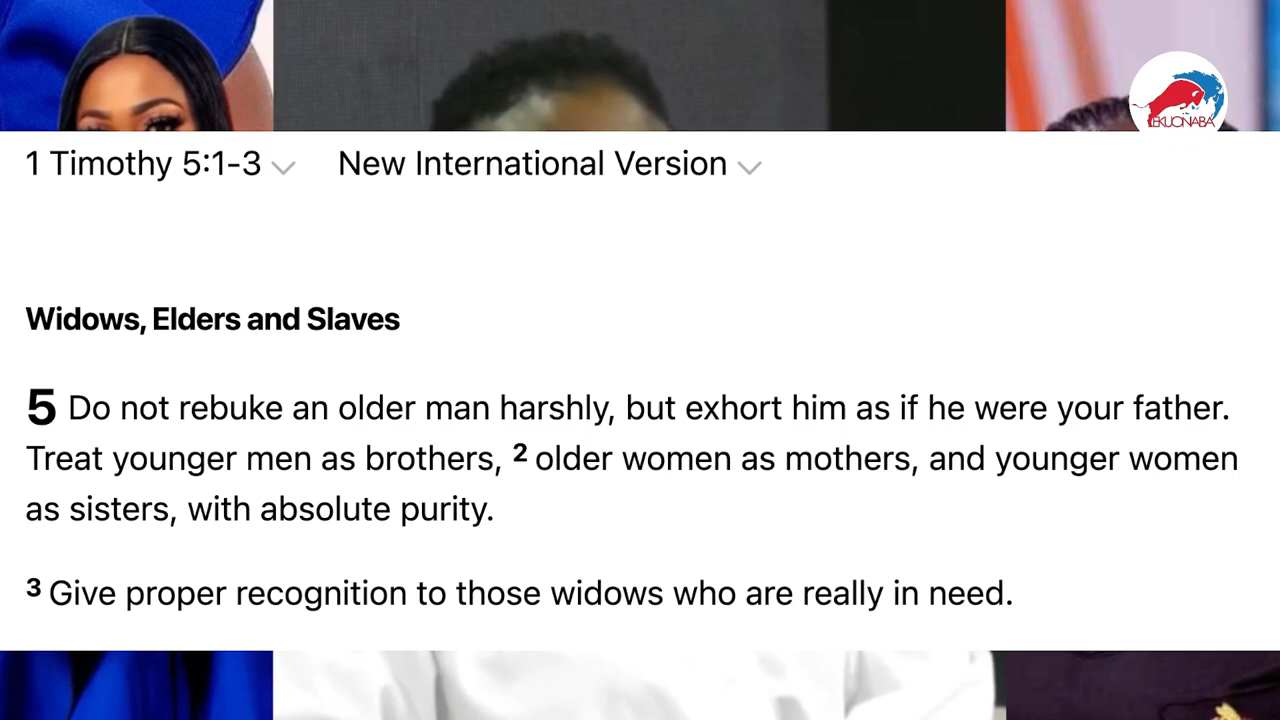 EKUONABA
1 Timothy 5:1-3 New International Version
Widows, Elders and Slaves
5 Do not rebuke an older man harshly, but exhort him as if he were your father.
Treat younger men as brothers, 2 older women as mothers, and younger women
as sisters, with absolute purity.
3 Give proper recognition to those widows who are really in need.